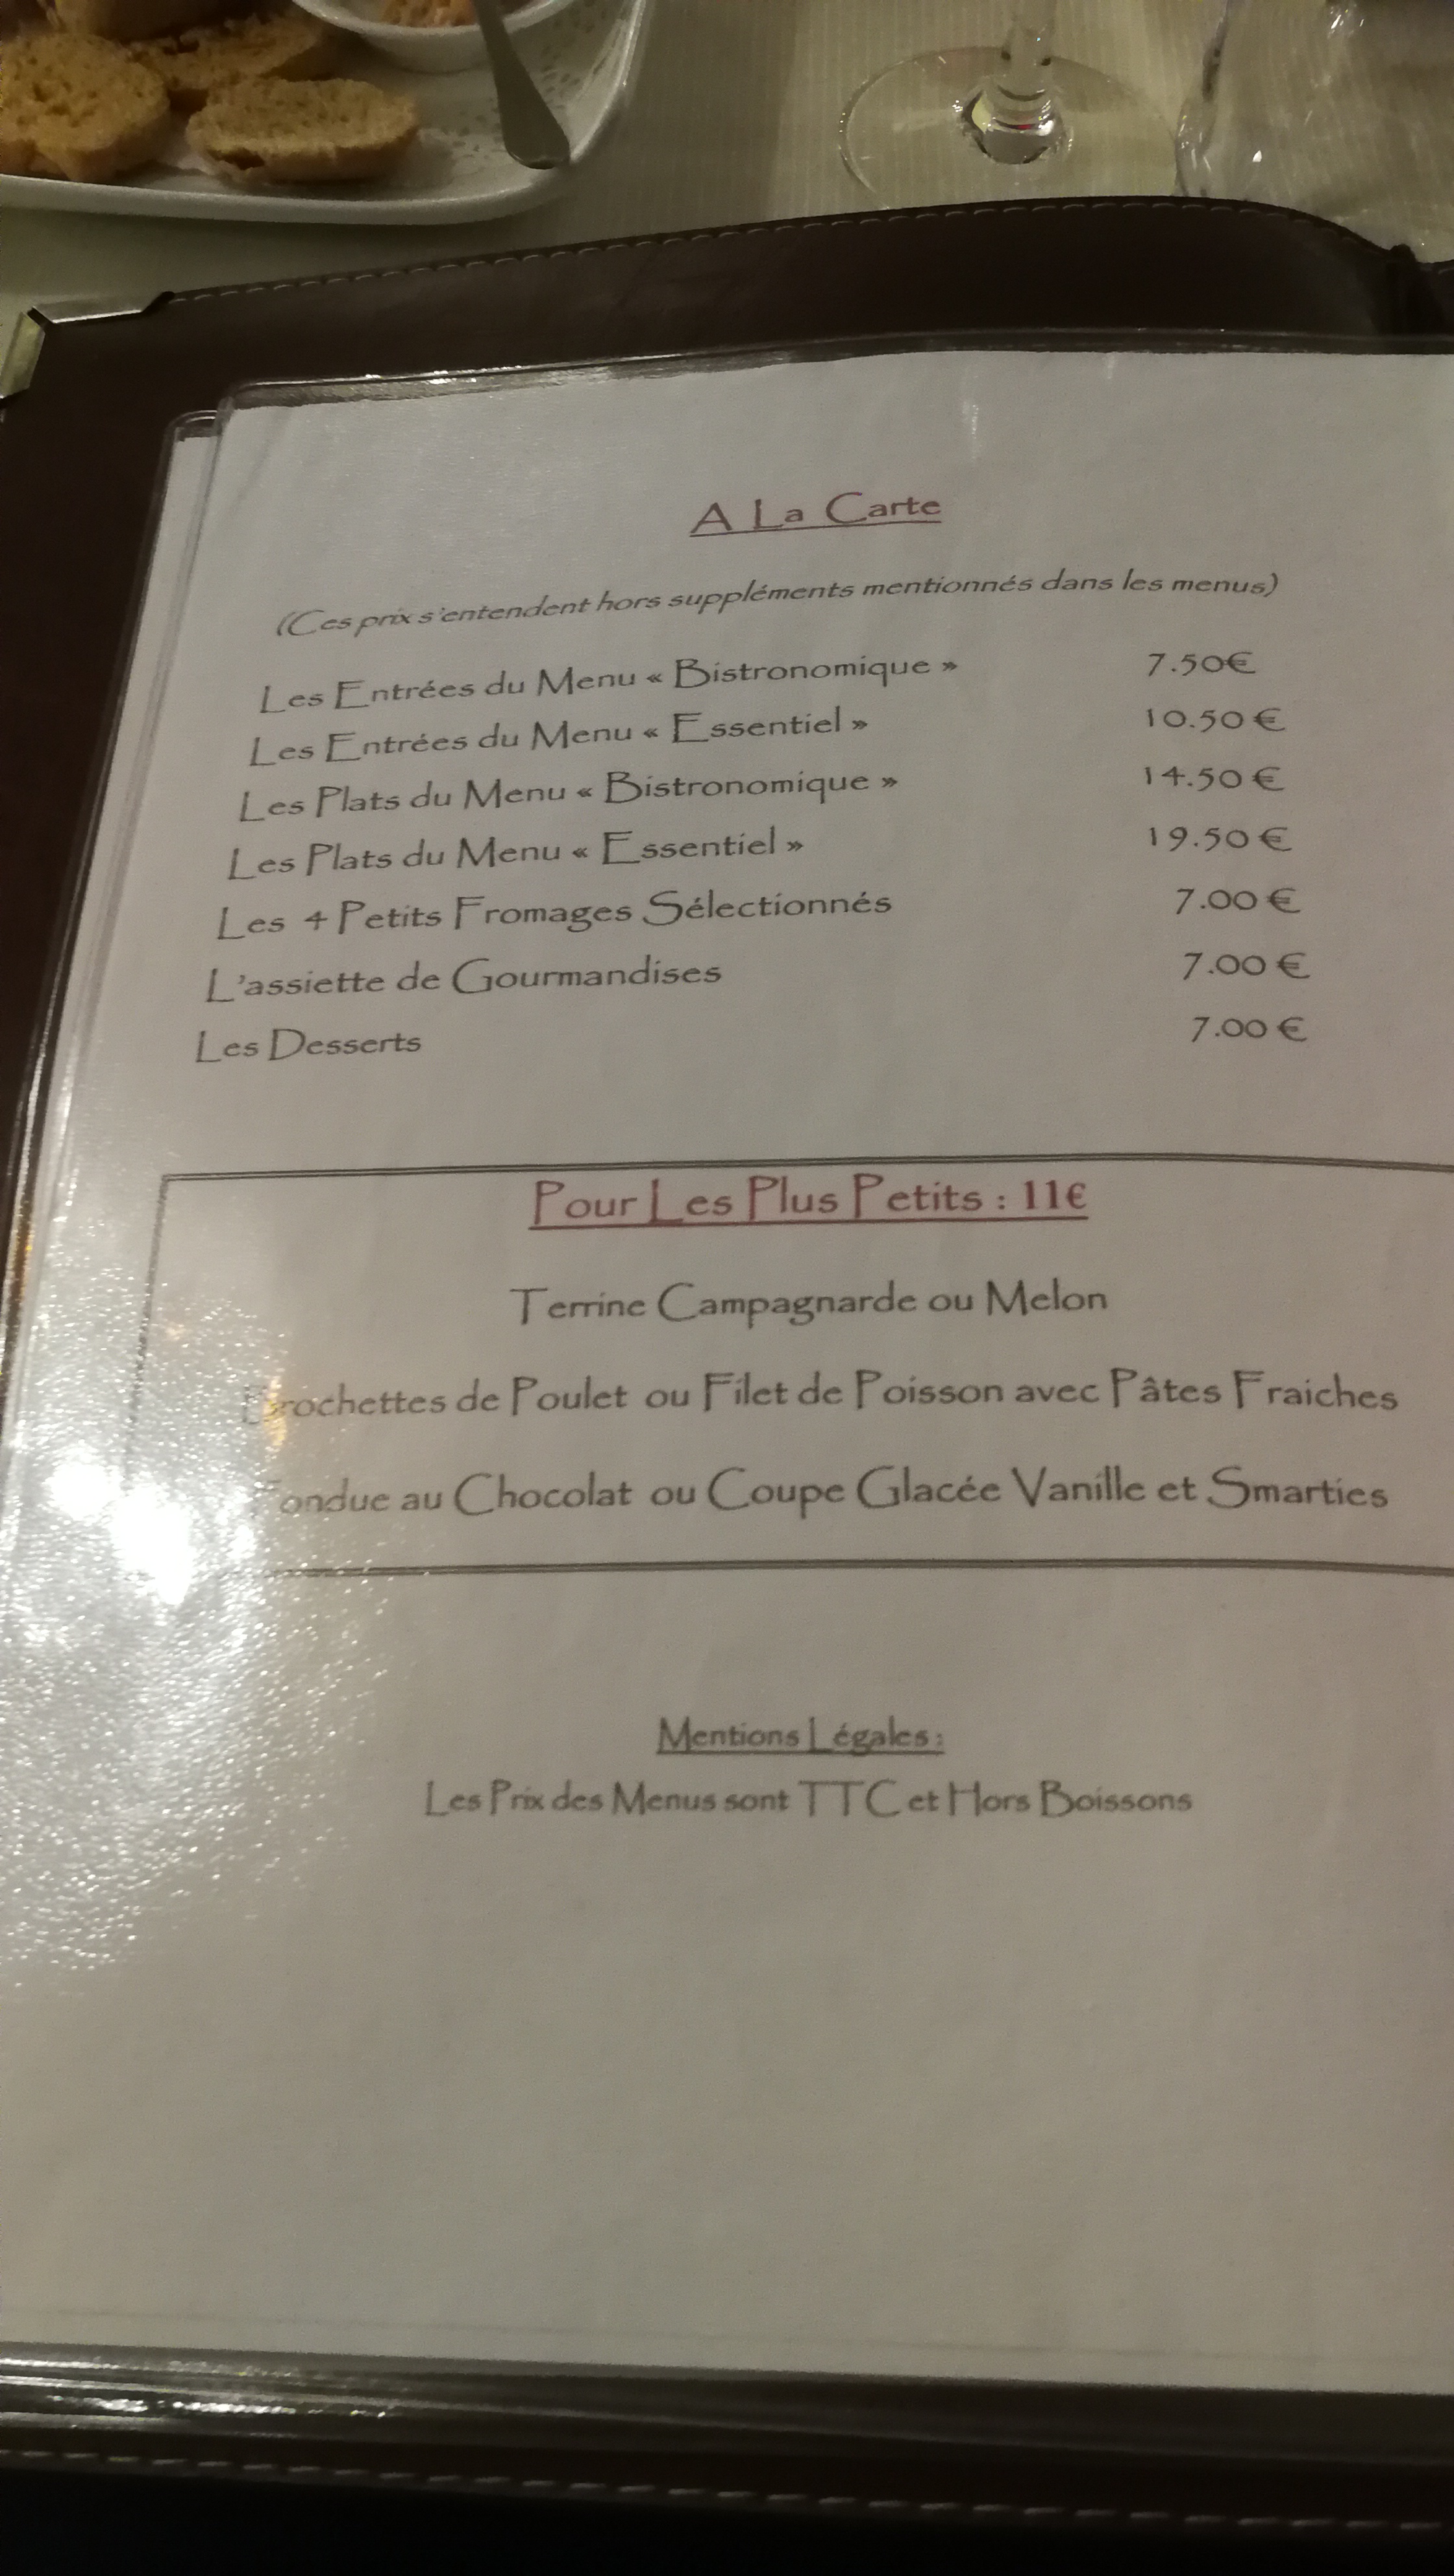 A La Carte
(Ces prix s'entendent hors suppléments mentionnés dans les menus)
Les Entrées du Menu « Bistronomique » 7.50€
Les Entrées du Menu « Essentiel » 10.50 €
Les Plats du Menu « Bistronomique » 14.50 €
Les Plats du Menu « Essentiel » 19.50 €
Les 4 Petits Fromages Sélectionnés 7.00 €
L'assiette de Gourmandises 7.00 €
Les Desserts 7.00 €
Pour Les Plus Petits : 11€
Terrine Campagnarde ou Melon
Brochettes de Poulet ou Filet de Poisson avec Pâtes Fraiches
Fondue au Chocolat ou Coupe Glacée Vanille et Smarties
Mentions Légales :
Les Prix des Menus sont TTC et Hors Boissons